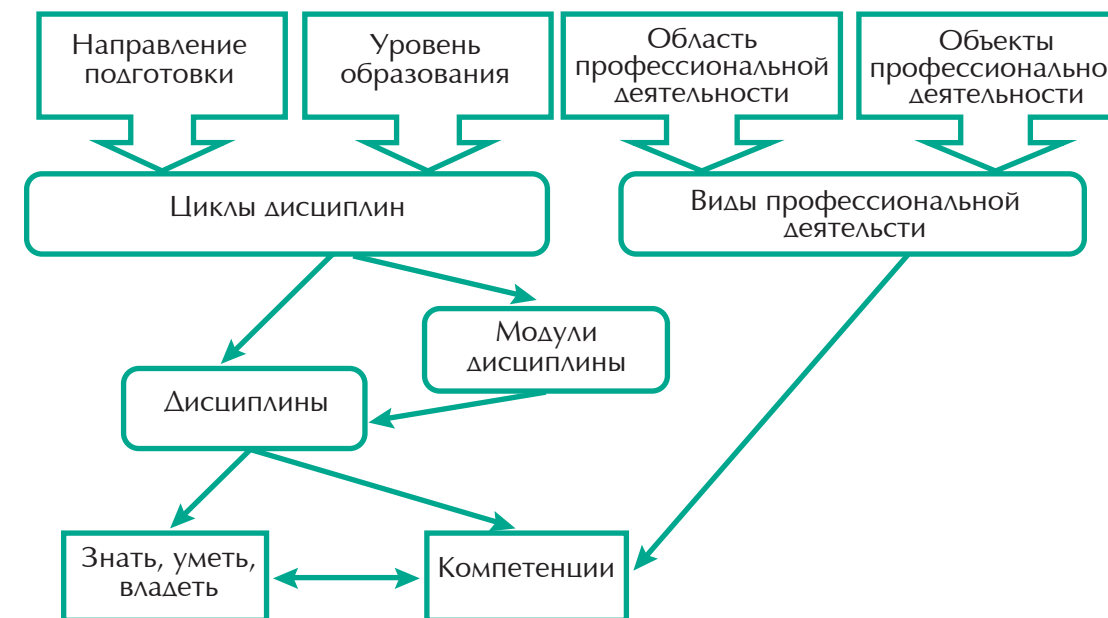 Направление
подготовки
Уровень
образования
Область
профессиональной
деятельности
Объекты
профессионально
деятельности
Циклы дисциплин
Виды профессиональной
деятельсти
Модули
дисциплины
Дисциплины
Знать, уметь,
владеть
Компетенции